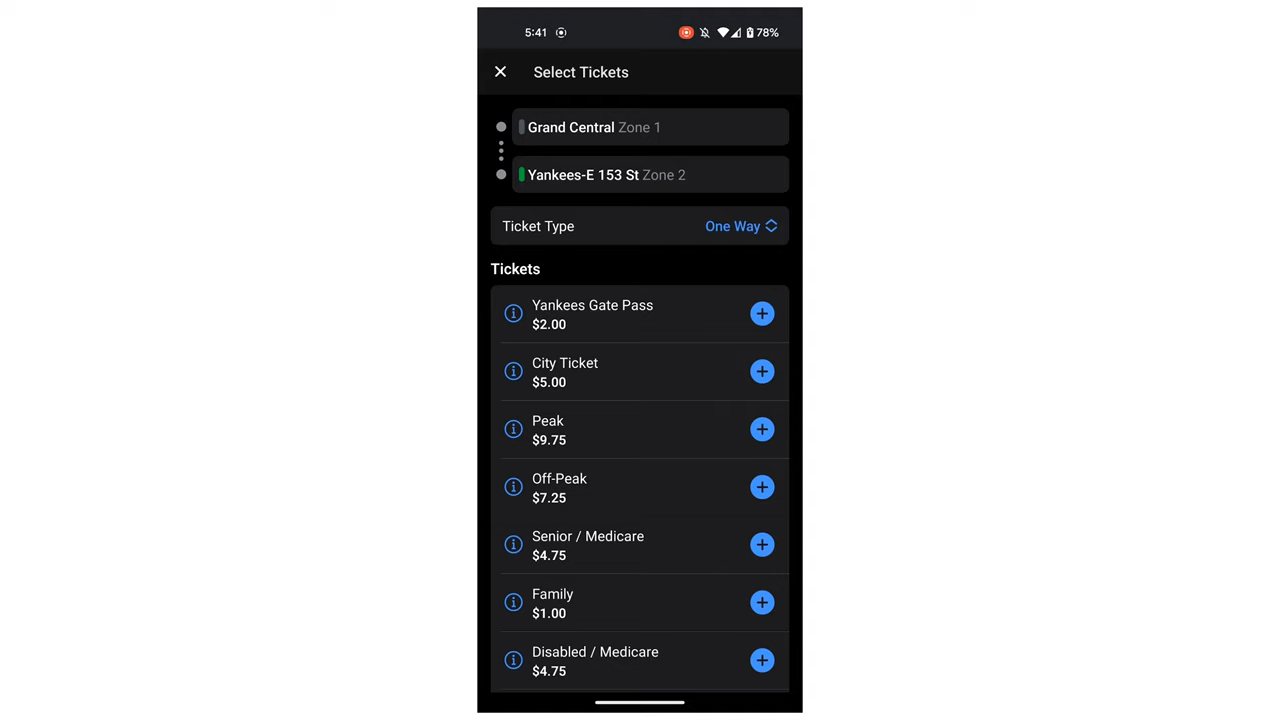 5:41
78%
Select Tickets
Grand Central Zone 1
Yankees-E 153 St Zone 2
Ticket Type One Way
Tickets
Yankees Gate Pass
$2.00
City Ticket
$5.00
Peak
$9.75
Off-Peak
$7.25
Senior / Medicare
$4.75
Family
$1.00
Disabled / Medicare
$4.75